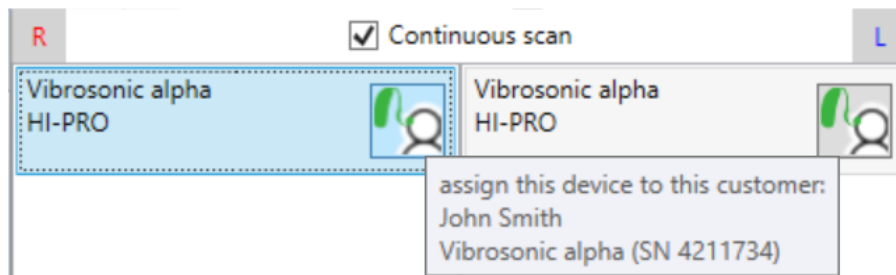 R
Continuous scan
L
Vibrosonic alpha
HI-PRO
Vibrosonic alpha
HI-PRO
assign this device to this customer:
John Smith
Vibrosonic alpha (SN 4211734)